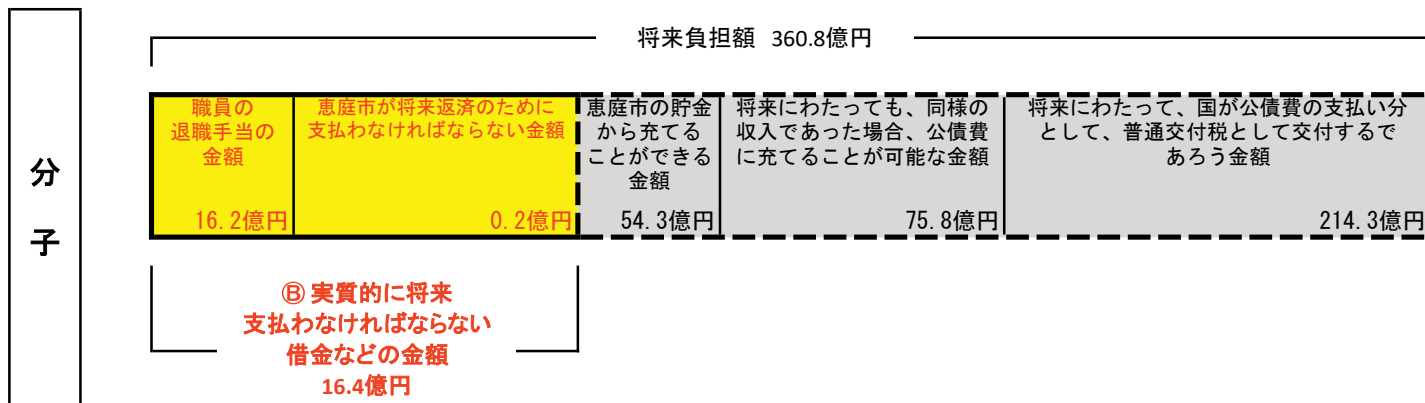 将来負担額 360.8億円
分
子
職員の
退職手当の
金額
16.2億円
恵庭市が将来返済のために
支払わなければならない金額
0.2億円
恵庭市の貯金
から充てる
ことができる
金額
54.3億円
将来にわたっても、同様の
収入であった場合、公債費
に充てることが可能な金額
75.8億円
将来にわたって、国が公債費の支払い分
として、普通交付税として交付するで
あろう金額
214.3億円
Ⓑ 実質的に将来
支払わなければならない
借金などの金額
16.4億円